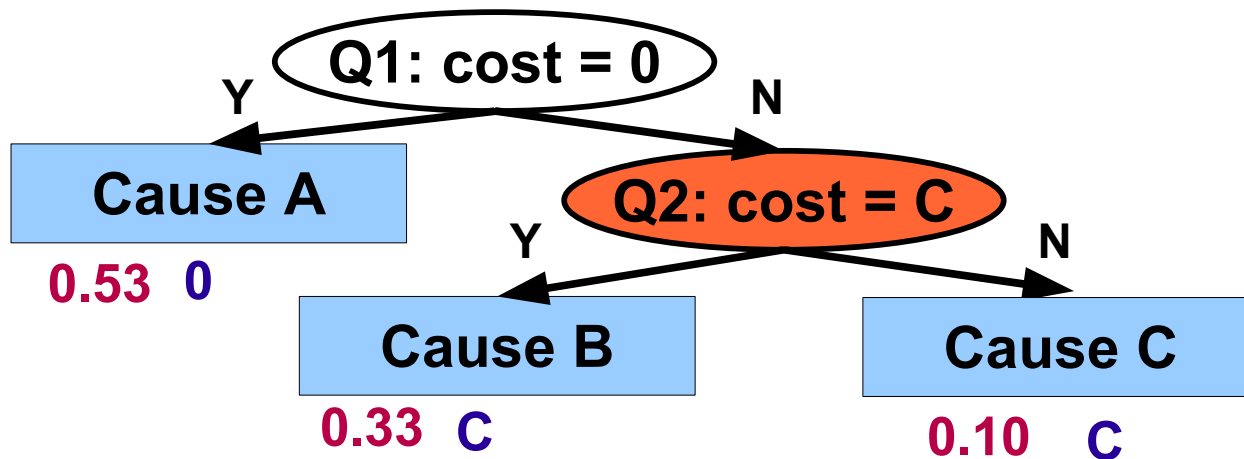 Q1: cost = 0
Y
N
Cause A
Q2: cost = C
0.53 0
Y
N
Cause B
Cause C
0.33 C
0.10 C